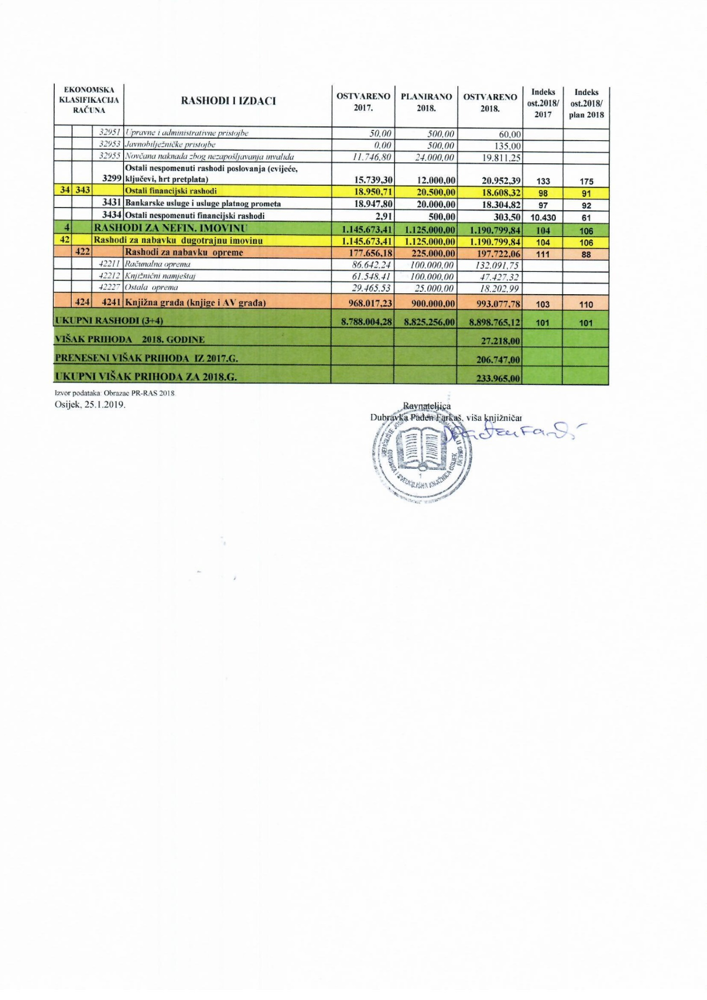 EKONOMSKA KLASIFIKACIJA RAČUNA RASHODI I IZDACI OSTVARENO 2017. PLANIRANO 2018. OSTVARENO 2018. Indeks ost.2018/ 2017 Indeks ost.2018/ plan 2018
32951 Upravne i administrativne pristojbe 50,00 500,00 60,00
32953 Javnobilježničke pristojbe 0,00 500,00 135,00
32955 Novčana naknada zbog nezapošljavanja invalida 11.746,80 24.000,00 19.811,25
3299 Ostali nespomenuti rashodi poslovanja (cvijeće, ključevi, hrt pretplata) 15.739,30 12.000,00 20.952,39 133 175
34 343 Ostali financijski rashodi 18.950,71 20.500,00 18.608,32 98 91
3431 Bankarske usluge i usluge platnog prometa 18.947,80 20.000,00 18.304,82 97 92
3434 Ostali nespomenuti financijski rashodi 2,91 500,00 303,50 10.430 61
4 RASHODI ZA NEFIN. IMOVINU 1.145.673,41 1.125.000,00 1.190.799,84 104 106
42 Rashodi za nabavku dugotrajnu imovinu 1.145.673,41 1.125.000,00 1.190.799,84 104 106
422 Rashodi za nabavku opreme 177.656,18 225.000,00 197.722,06 111 88
42211 Računalna oprema 86.642,24 100.000,00 132.091,75
42212 Knjižnični namještaj 61.548,41 100.000,00 47.427,32
42227 Ostala oprema 29.465,53 25.000,00 18.202,99
424 4241 Knjižna građa (knjige i AV građa) 968.017,23 900.000,00 993.077,78 103 110
UKUPNI RASHODI (3+4) 8.788.004,28 8.825.256,00 8.898.765,12 101 101
VIŠAK PRIHODA 2018. GODINE 27.218,00
PRENESENI VIŠAK PRIHODA IZ 2017.G. 206.747,00
UKUPNI VIŠAK PRIHODA ZA 2018.G. 233.965,00
Izvor podataka: Obrazac PR-RAS 2018
Osijek, 25.1.2019.
Ravnateljica
Dubravka Pađen Farkaš, viša knjižničar
GRADSKA I SVEUČILIŠNA KNJIŽNICA OSIJEK
1